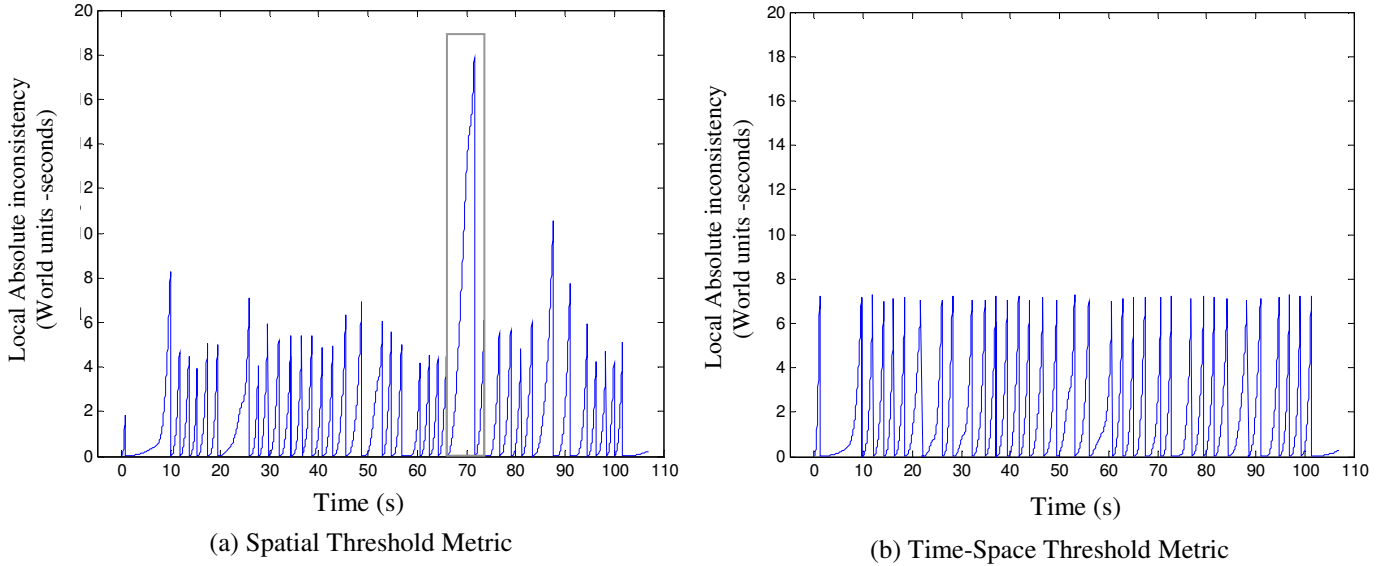 Local Absolute inconsistency
(World units -seconds)
20
18
16
14
12
10
8
6
4
2
0
0 10 20 30 40 50 60 70 80 90 100 110
Time (s)
(a) Spatial Threshold Metric
Local Absolute inconsistency
(World units -seconds)
20
18
16
14
12
10
8
6
4
2
0
0 10 20 30 40 50 60 70 80 90 100 110
Time (s)
(b) Time-Space Threshold Metric